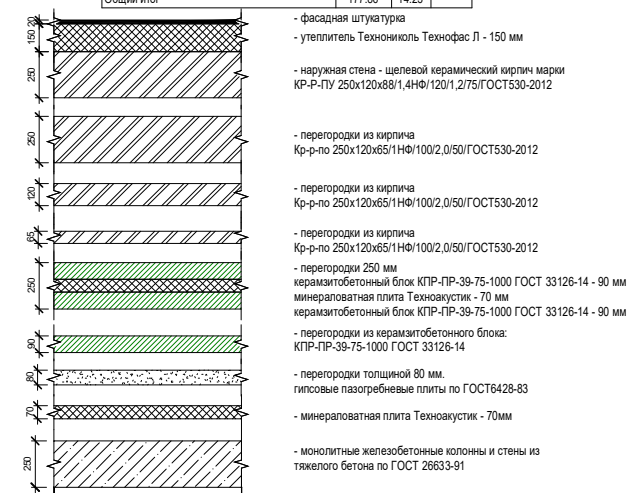 Общий итог 177.60 14.25
20
- фасадная штукатурка
150
- утеплитель Технониколь Технофас Л - 150 мм
250
- наружная стена - щелевой керамический кирпич марки
КР-Р-ПУ 250х120х88/1,4НФ/120/1,2/75/ГОСТ530-2012
250
- перегородки из кирпича
Кр-р-по 250х120х65/1НФ/100/2,0/50/ГОСТ530-2012
120
- перегородки из кирпича
Кр-р-по 250х120х65/1НФ/100/2,0/50/ГОСТ530-2012
65
- перегородки из кирпича
Кр-р-по 250х120х65/1НФ/100/2,0/50/ГОСТ530-2012
250
- перегородки 250 мм
керамзитобетонный блок КПР-ПР-39-75-1000 ГОСТ 33126-14 - 90 мм
минераловатная плита Техноакустик - 70 мм
керамзитобетонный блок КПР-ПР-39-75-1000 ГОСТ 33126-14 - 90 мм
90
- перегородки из керамзитобетонного блока:
КПР-ПР-39-75-1000 ГОСТ 33126-14
80
- перегородки толщиной 80 мм.
гипсовые пазогребневые плиты по ГОСТ6428-83
70
- минераловатная плита Техноакустик - 70мм
250
- монолитные железобетонные колонны и стены из
тяжелого бетона по ГОСТ 26633-91